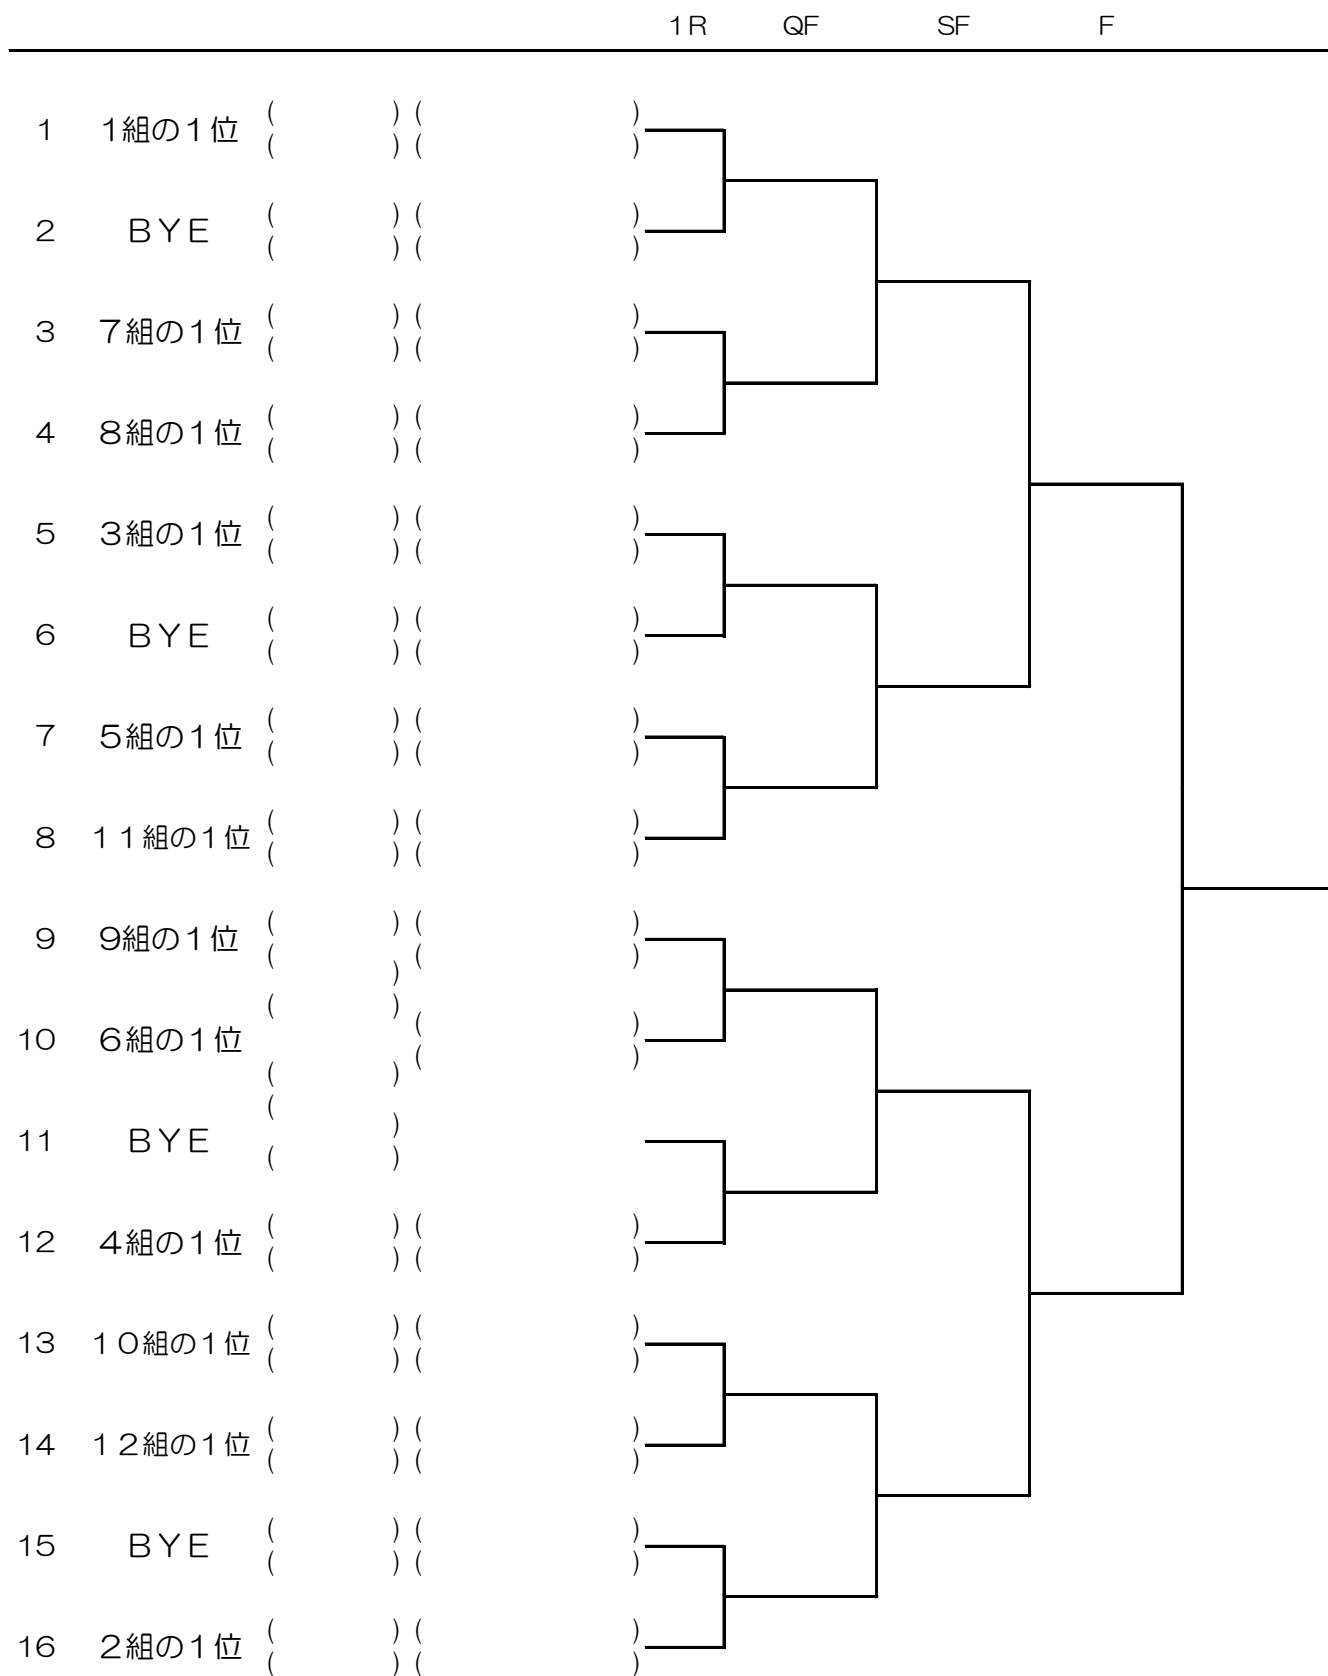 1R QF SF F
1 1組の1位 ( ) ( )
( ) ( )
2 BYE ( ) ( )
( ) ( )
3 7組の1位 ( ) ( )
( ) ( )
4 8組の1位 ( ) ( )
( ) ( )
5 3組の1位 ( ) ( )
( ) ( )
6 BYE ( ) ( )
( ) ( )
7 5組の1位 ( ) ( )
( ) ( )
8 11組の1位 ( ) ( )
( ) ( )
9 9組の1位 ( ) ( )
( ) ( )
10 6組の1位 ( ) ( )
( ) ( )
11 BYE ( )
( )
12 4組の1位 ( ) ( )
( ) ( )
13 10組の1位 ( ) ( )
( ) ( )
14 12組の1位 ( ) ( )
( ) ( )
15 BYE ( ) ( )
( ) ( )
16 2組の1位 ( ) ( )
( ) ( )